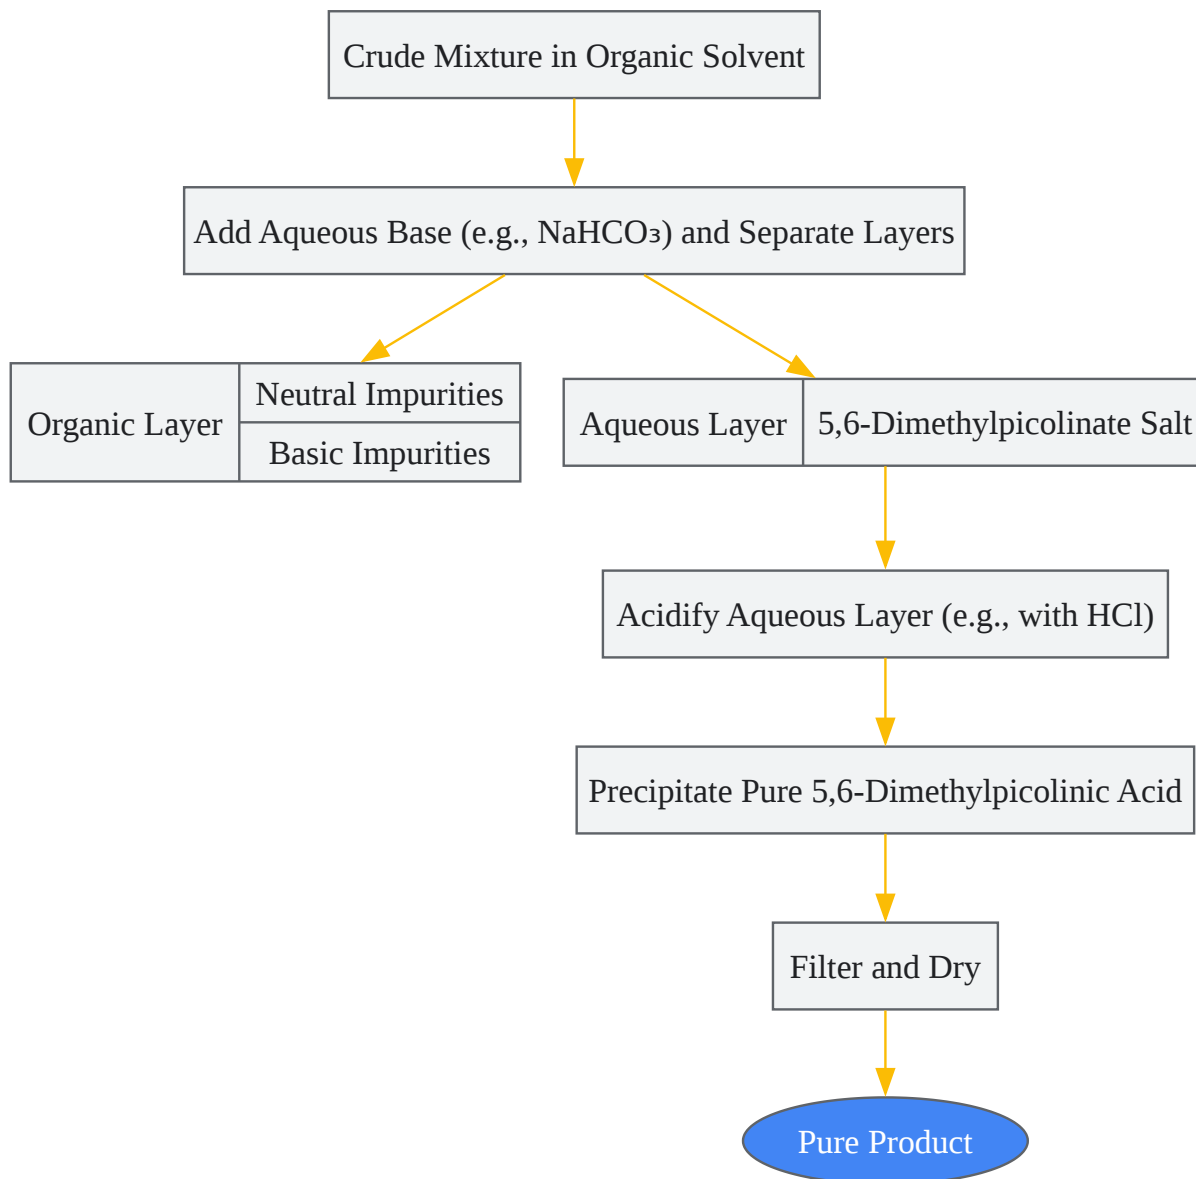 Crude Mixture in Organic Solvent
Add Aqueous Base (e.g., NaHCO₃) and Separate Layers
Organic Layer
Neutral Impurities
Basic Impurities
Aqueous Layer
5,6-Dimethylpicolinate Salt
Acidify Aqueous Layer (e.g., with HCl)
Precipitate Pure 5,6-Dimethylpicolinic Acid
Filter and Dry
Pure Product